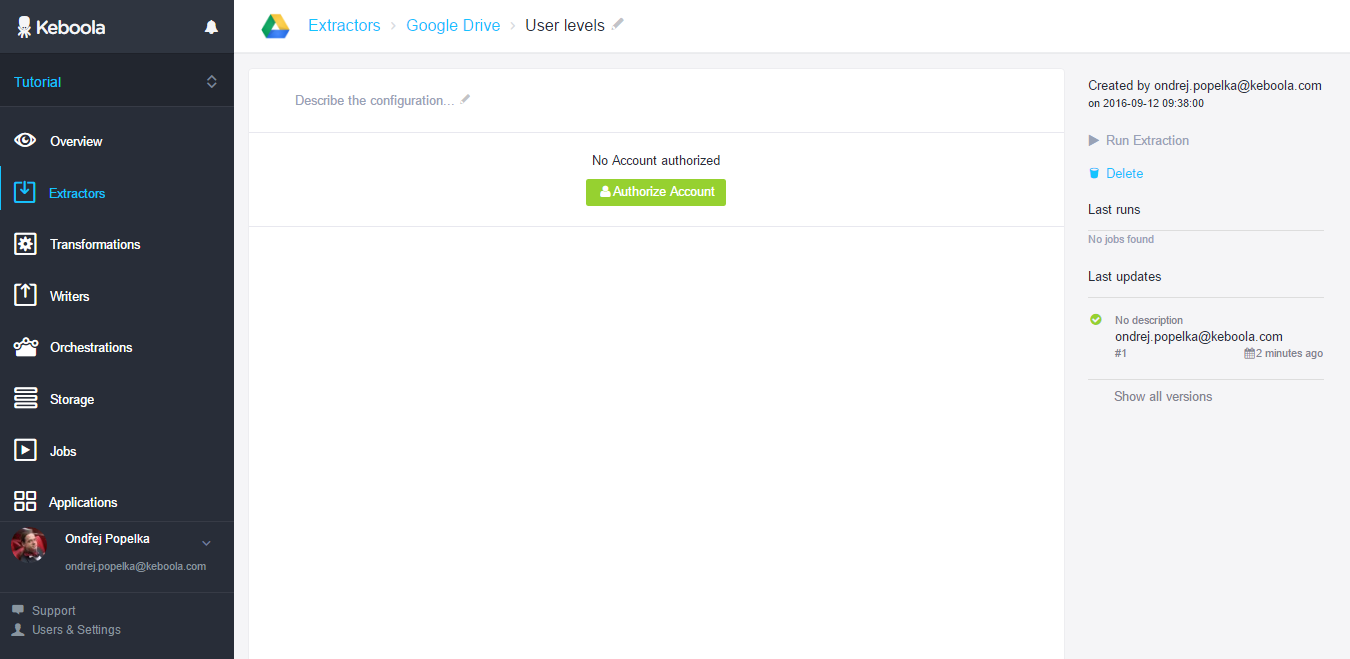 Keboola
Tutorial
Overview
Extractors
Transformations
Writers
Orchestrations
Storage
Jobs
Applications
Ondřej Popelka
ondrej.popelka@keboola.com
Support
Users & Settings
Extractors › Google Drive › User levels
Describe the configuration...
No Account authorized
Authorize Account
Created by ondrej.popelka@keboola.com
on 2016-09-12 09:38:00
Run Extraction
Delete
Last runs
No jobs found
Last updates
No description
ondrej.popelka@keboola.com
#1 2 minutes ago
Show all versions